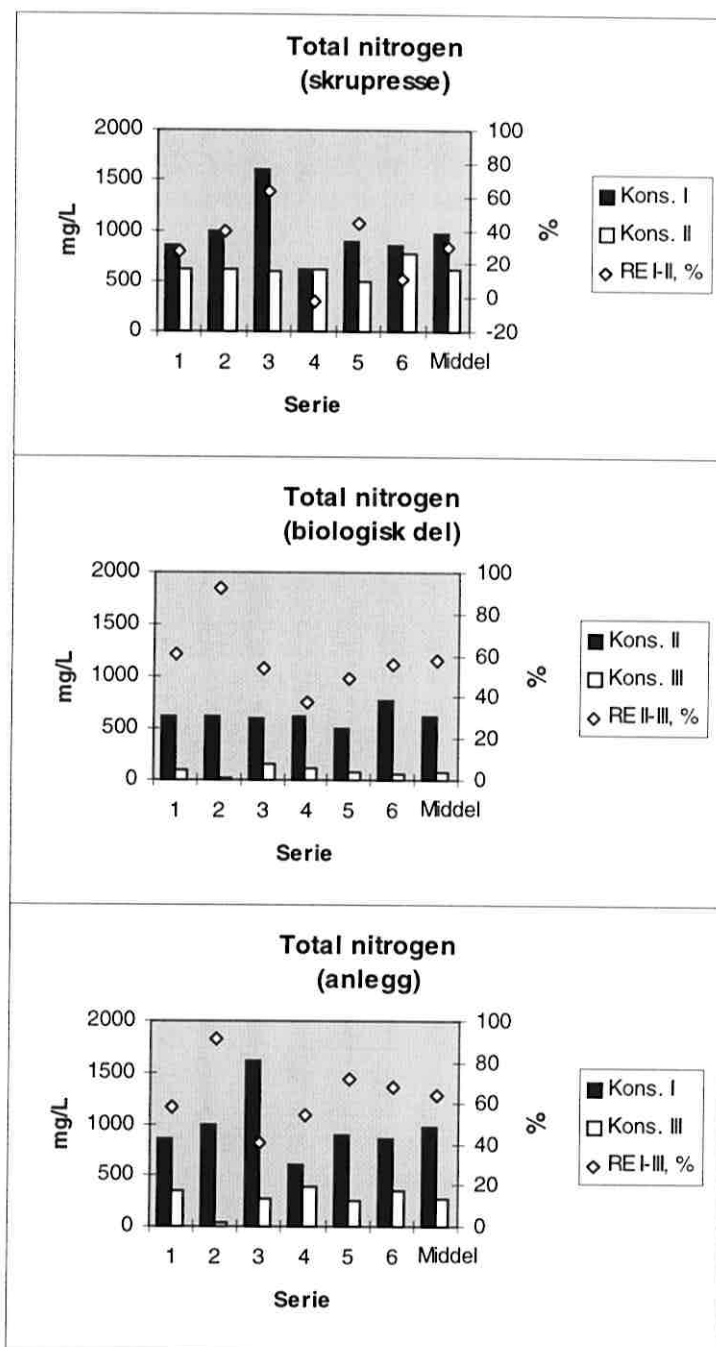 Total nitrogen
(skrupresse)
2000
1500
1000
500
0
mg/L
100
80
60
40
20
0
-20
%
1 2 3 4 5 6 Middel
Serie
Kons. I
Kons. II
RE I-II, %
Total nitrogen
(biologisk del)
2000
1500
1000
500
0
mg/L
100
80
60
40
20
0
%
1 2 3 4 5 6 Middel
Serie
Kons. II
Kons. III
RE II-III, %
Total nitrogen
(anlegg)
2000
1500
1000
500
0
mg/L
100
80
60
40
20
0
%
1 2 3 4 5 6 Middel
Serie
Kons. I
Kons. III
RE I-III, %